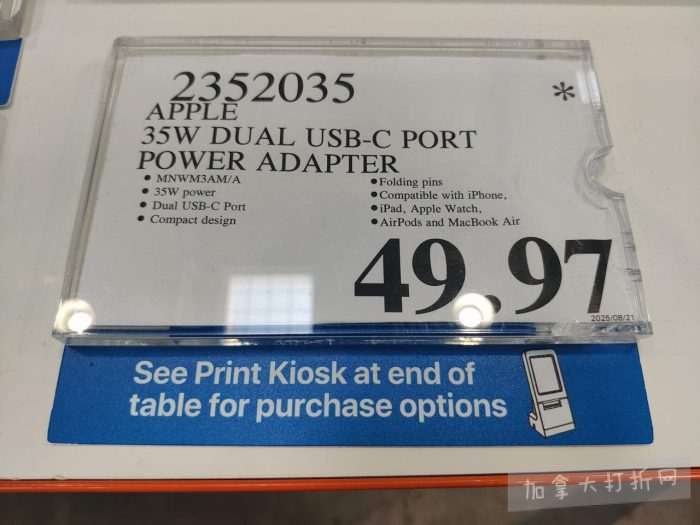 2352035
*
APPLE
35W DUAL USB-C PORT
POWER ADAPTER
• MNWM3AM/A
• 35W power
• Dual USB-C Port
• Compact design
• Folding pins
• Compatible with iPhone,
• iPad, Apple Watch,
• AirPods and MacBook Air
49.97
2025/08/21
See Print Kiosk at end of
table for purchase options
加拿大打折网